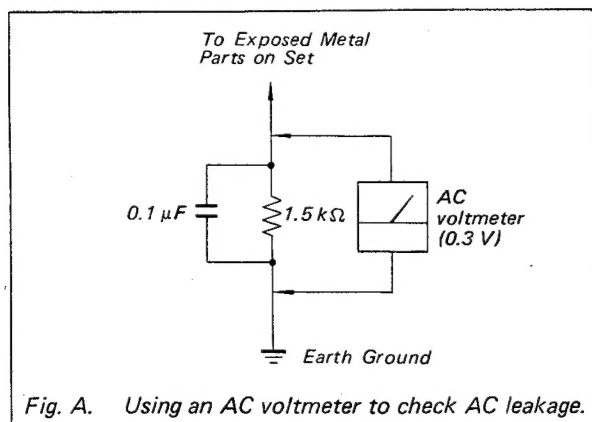 To Exposed Metal
Parts on Set
0.1 µF
1.5 kΩ
AC
voltmeter
(0.3 V)
Earth Ground
Fig. A. Using an AC voltmeter to check AC leakage.